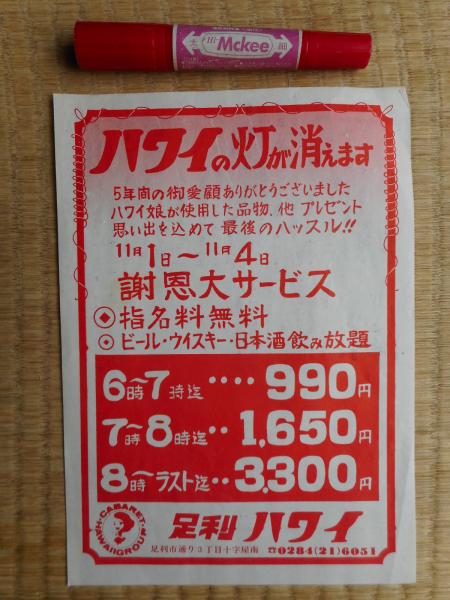 Hi-Mckee
太
細
ハワイの灯が消えます
5年間の御愛顧ありがとうございました
ハワイ娘が使用した品物、他 プレゼント
思い出を込めて 最後のハッスル!!
11月1日〜11月4日
謝恩大サービス
指名料無料
ビール・ウイスキー・日本酒飲み放題
6時〜7時迄‥‥990円
7時〜8時迄‥1,650円
8時〜ラスト迄‥3,300円
CABARET
HAWAII GROUP
足利 ハワイ
足利市通り3丁目十字屋南 ☎0284(21)6051